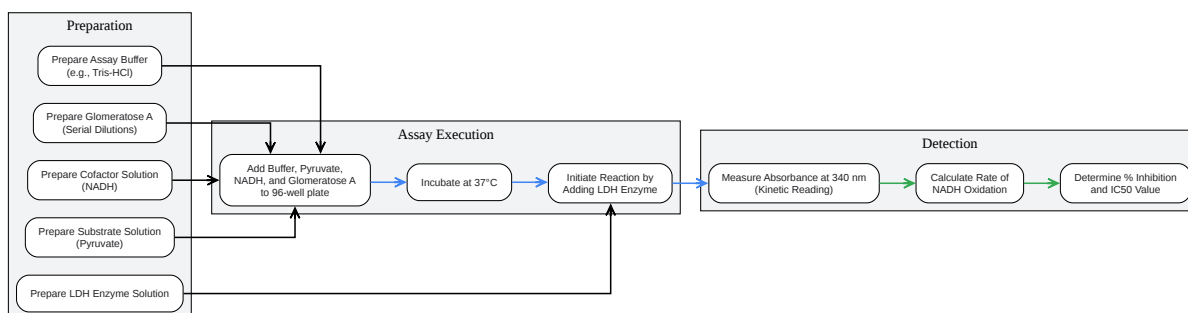 Preparation
Prepare Assay Buffer
(e.g., Tris-HCl)
Prepare Glomeratose A
(Serial Dilutions)
Prepare Cofactor Solution
(NADH)
Prepare Substrate Solution
(Pyruvate)
Prepare LDH Enzyme Solution
Assay Execution
Add Buffer, Pyruvate,
NADH, and Glomeratose A
to 96-well plate
Incubate at 37°C
Initiate Reaction by
Adding LDH Enzyme
Detection
Measure Absorbance at 340 nm
(Kinetic Reading)
Calculate Rate of
NADH Oxidation
Determine % Inhibition
and IC50 Value